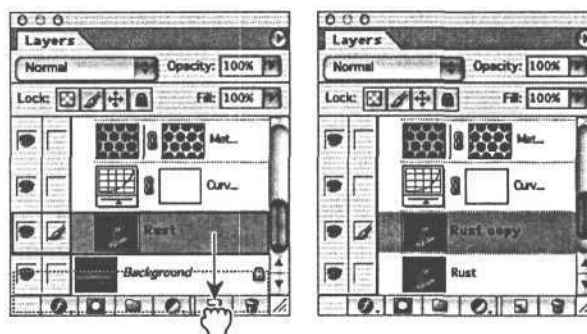 Layers
Normal Opacity: 100%
Lock: Fill: 100%
Met...
Curv...
Rust
Background
Layers
Normal Opacity: 100%
Lock: Fill: 100%
Met...
Curv...
Rust copy
Rust